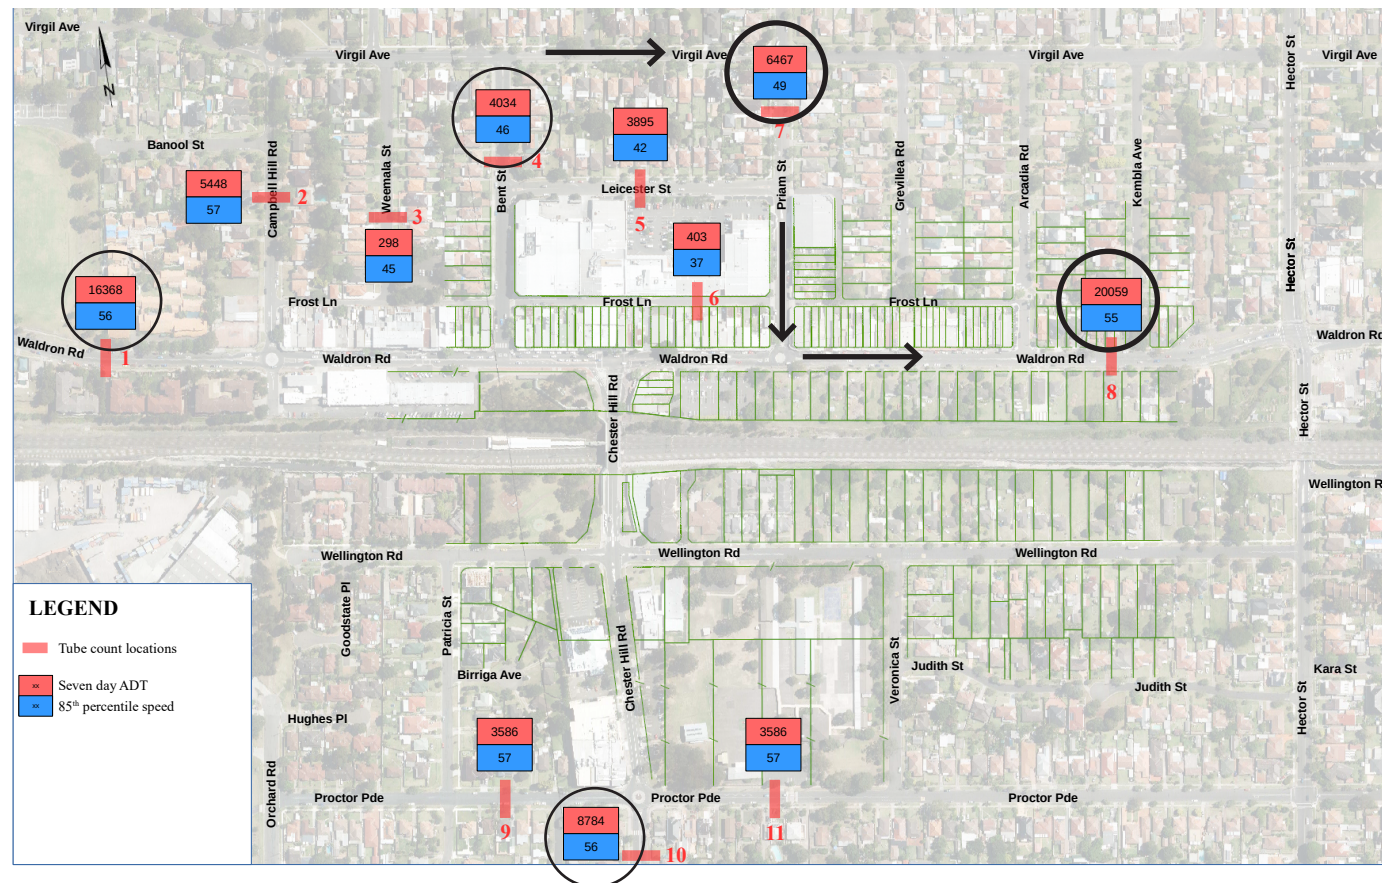 Virgil Ave
Virgil Ave
Virgil Ave
Virgil Ave
Virgil Ave
Hector St
N
6467
49
7
4034
46
4
3895
42
Banool St
5448
57
2
Campbell Hill Rd
Weemala St
3
298
45
Bent St
Leicester St
5
Priam St
Grevillea Rd
Arcadia Rd
Kembla Ave
403
37
6
Hector St
Hector St
16368
56
1
20059
55
8
Frost Ln
Frost Ln
Frost Ln
Waldron Rd
Waldron Rd
Waldron Rd
Waldron Rd
Waldron Rd
Chester Hill Rd
Hector St
Wellington R
Wellington Rd
Wellington Rd
Wellington Rd
LEGEND
Tube count locations
xx
Seven day ADT
xx
85th percentile speed
Goodstate Pl
Patricia St
Birriga Ave
Chester Hill Rd
Veronica St
Judith St
Judith St
Kara St
Hector St
Hughes Pl
Orchard Rd
3586
57
9
3586
57
11
Proctor Pde
Proctor Pde
Proctor Pde
8784
56
10